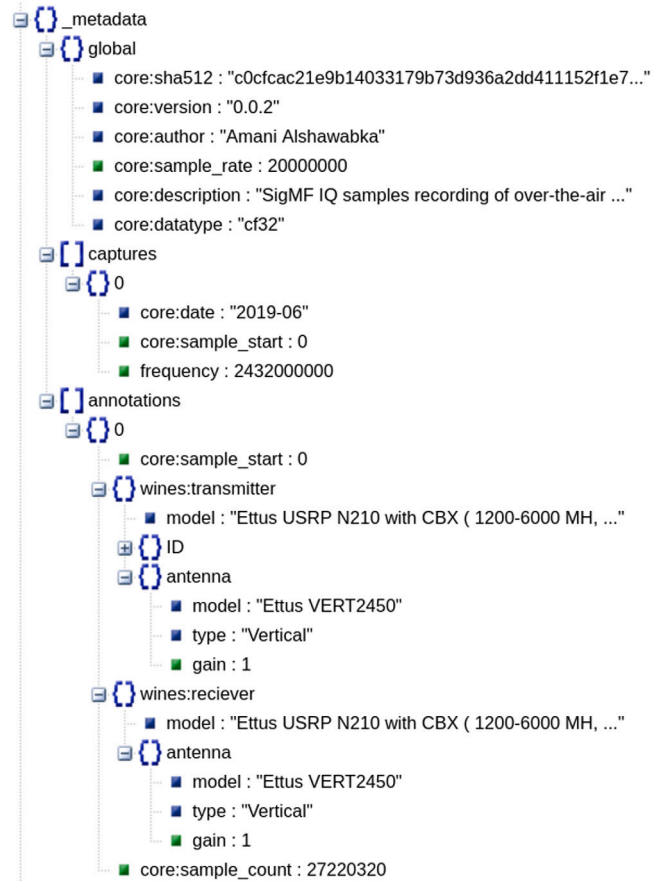 _metadata
global
core:sha512 : "c0cfcac21e9b14033179b73d936a2dd411152f1e7..."
core:version : "0.0.2"
core:author : "Amani Alshawabka"
core:sample_rate : 20000000
core:description : "SigMF IQ samples recording of over-the-air ..."
core:datatype : "cf32"
captures
0
core:date : "2019-06"
core:sample_start : 0
frequency : 2432000000
annotations
0
core:sample_start : 0
wines:transmitter
model : "Ettus USRP N210 with CBX ( 1200-6000 MH, ..."
ID
antenna
model : "Ettus VERT2450"
type : "Vertical"
gain : 1
wines:reciever
model : "Ettus USRP N210 with CBX ( 1200-6000 MH, ..."
antenna
model : "Ettus VERT2450"
type : "Vertical"
gain : 1
core:sample_count : 27220320